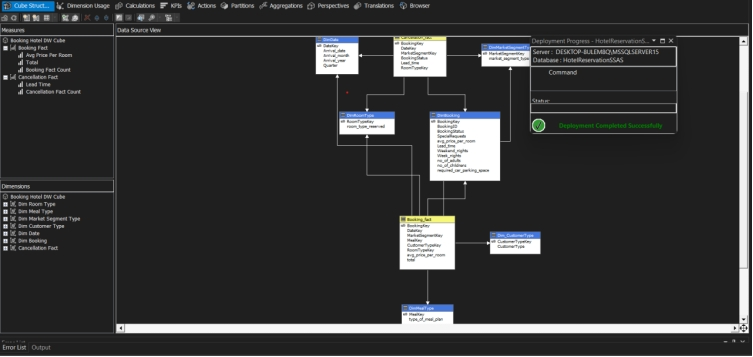 Cube Struct...
Dimension Usage
Calculations
KPIs
Actions
Partitions
Aggregations
Perspectives
Translations
Browser
Measures
Booking Hotel DW Cube
Booking Fact
Avg Price Per Room
Total
Booking Fact Count
Cancellation Fact
Lead Time
Cancellation Fact Count
Dimensions
Booking Hotel DW Cube
Dim Room Type
Dim Meal Type
Dim Market Segment Type
Dim Customer Type
Dim Date
Dim Booking
Cancellation Fact
Data Source View
DimDate
DateKey
Arrival_date
Arrival_month
Arrival_year
Quarter
Cancellation_fact
BookingKey
DateKey
MarketSegmentKey
BookingStatus
Lead_time
RoomTypeKey
DimMarketSegmentT
MarketSegmentKey
market_segment_type
DimRoomType
RoomTypeKey
room_type_reserved
DimBooking
BookingKey
BookingID
BookingStatus
SpecialRequests
avg_price_per_room
Lead_time
Weekend_nights
Week_nights
no_of_adults
no_of_childrens
required_car_parking_space
Booking_fact
BookingKey
DateKey
MarketSegmentKey
MealKey
CustomerTypeKey
RoomTypeKey
avg_price_per_room
total
Dim_CustomerType
CustomerTypeKey
CustomerType
DimMealType
MealKey
type_of_meal_plan
Deployment Progress - HotelReservationS...
Server : DESKTOP-8ULEMBQ\MSSQLSERVER15
Database : HotelReservationSSAS
Command
Status:
Deployment Completed Successfully
Error List
Error List
Output